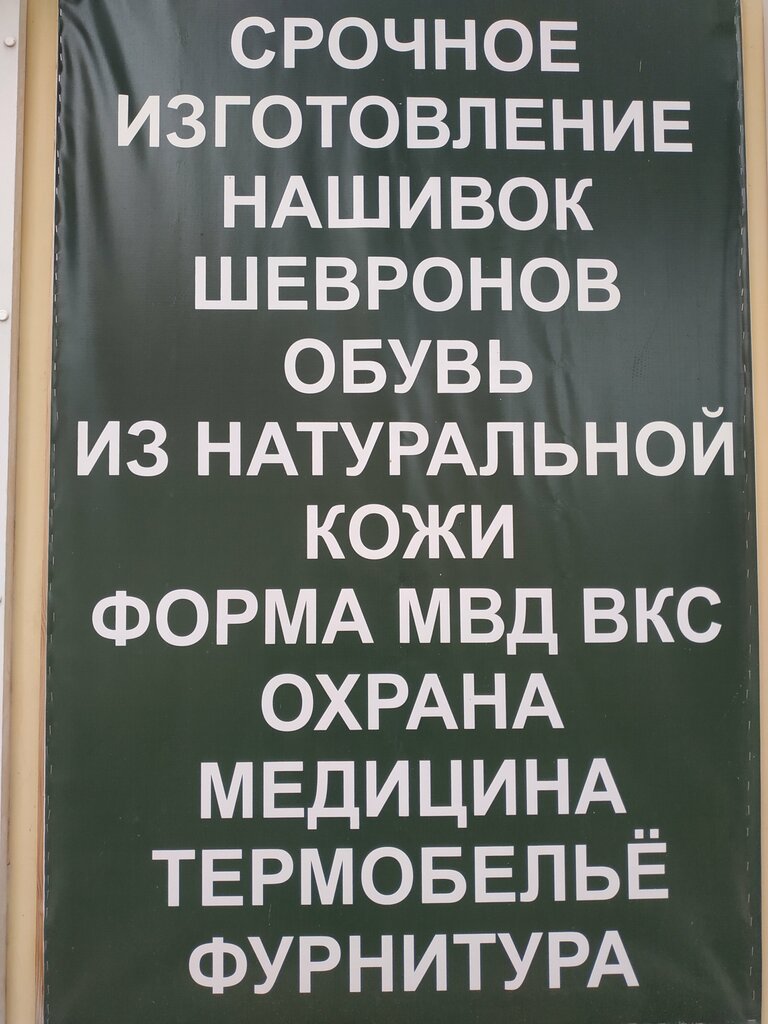 СРОЧНОЕ
ИЗГОТОВЛЕНИЕ
НАШИВОК
ШЕВРОНОВ
ОБУВЬ
ИЗ НАТУРАЛЬНОЙ
КОЖИ
ФОРМА МВД ВКС
ОХРАНА
МЕДИЦИНА
ТЕРМОБЕЛЬЁ
ФУРНИТУРА